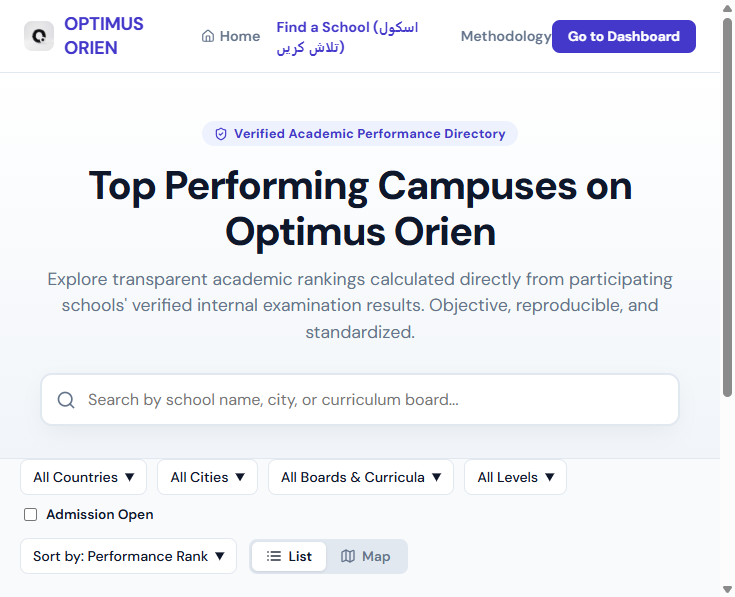 OPTIMUS
ORIEN
Home
Find a School (اسکول
تلاش کریں)
Methodology
Go to Dashboard
Verified Academic Performance Directory
Top Performing Campuses on
Optimus Orien
Explore transparent academic rankings calculated directly from participating
schools' verified internal examination results. Objective, reproducible, and
standardized.
Search by school name, city, or curriculum board...
All Countries ▼
All Cities ▼
All Boards & Curricula ▼
All Levels ▼
Admission Open
Sort by: Performance Rank ▼
List
Map